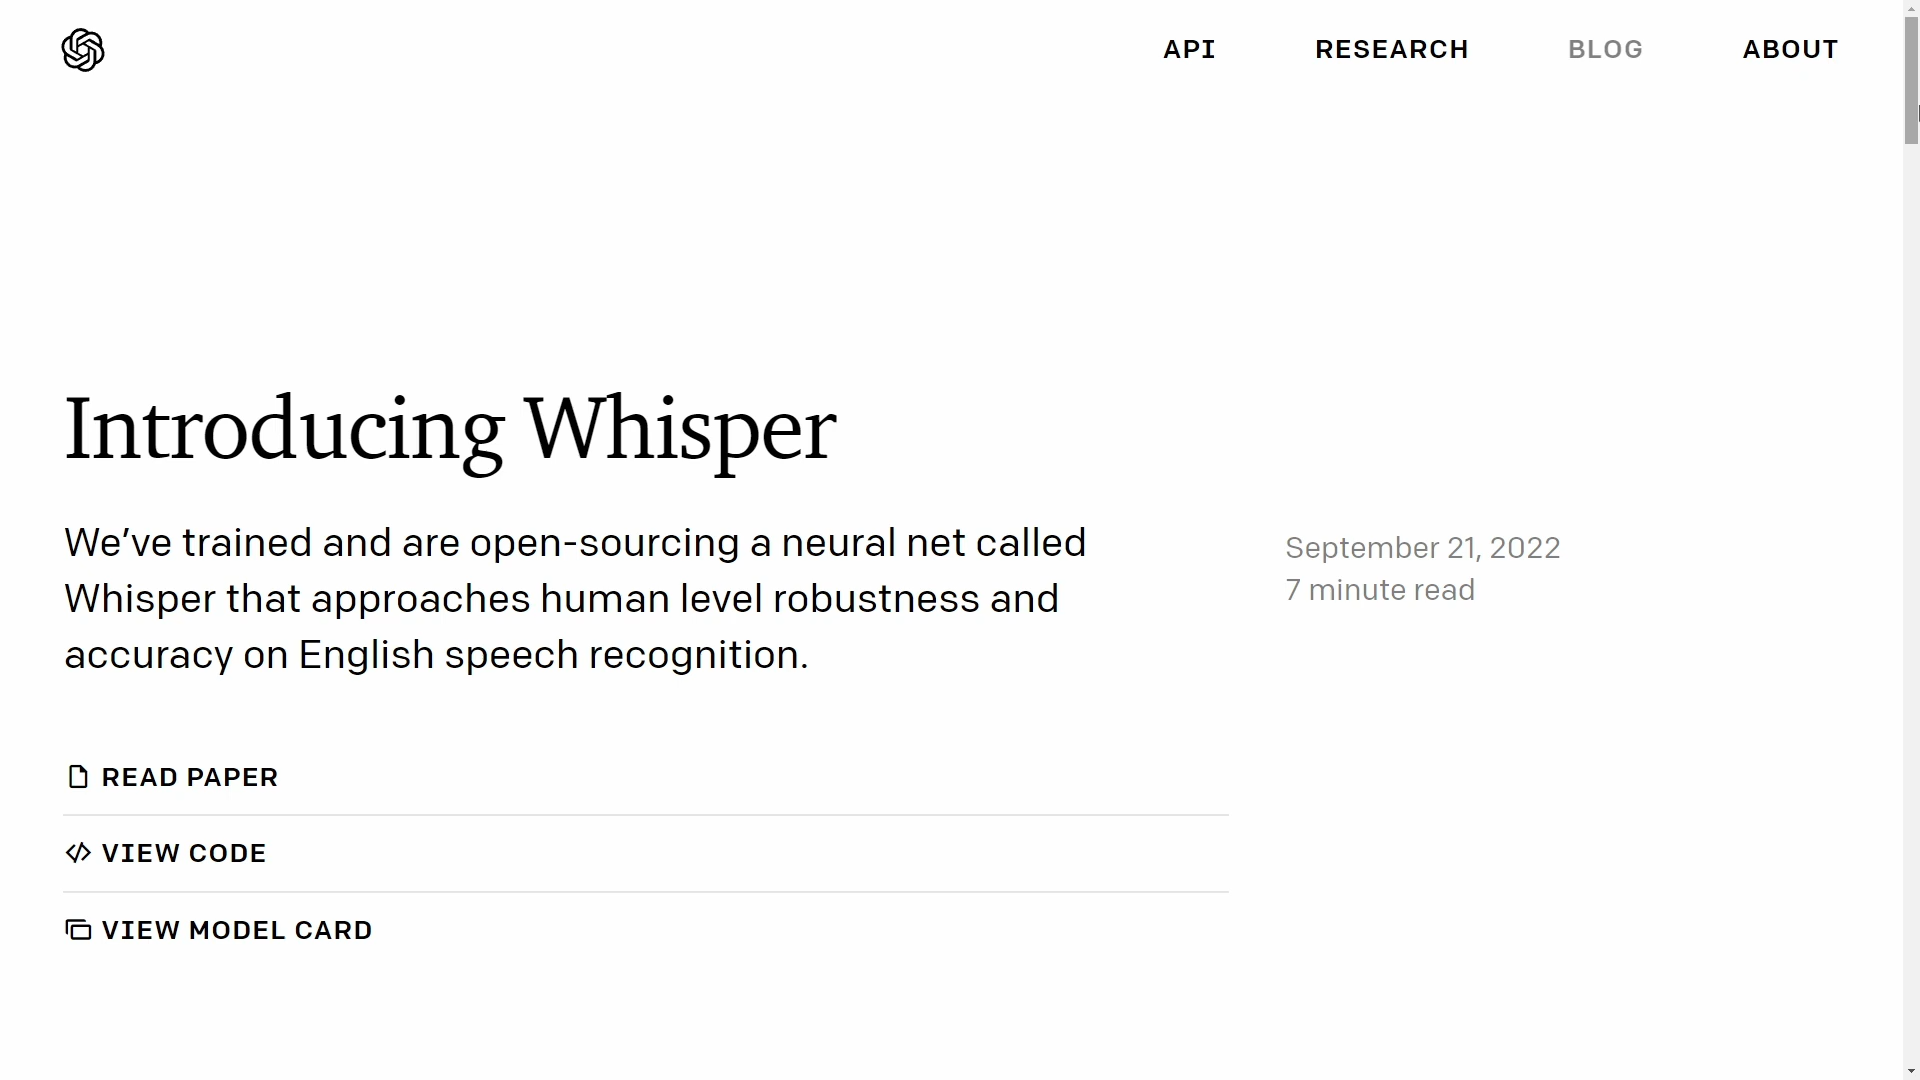 API RESEARCH BLOG ABOUT
Introducing Whisper
We’ve trained and are open-sourcing a neural net called
Whisper that approaches human level robustness and
accuracy on English speech recognition.
September 21, 2022
7 minute read
READ PAPER
VIEW CODE
VIEW MODEL CARD